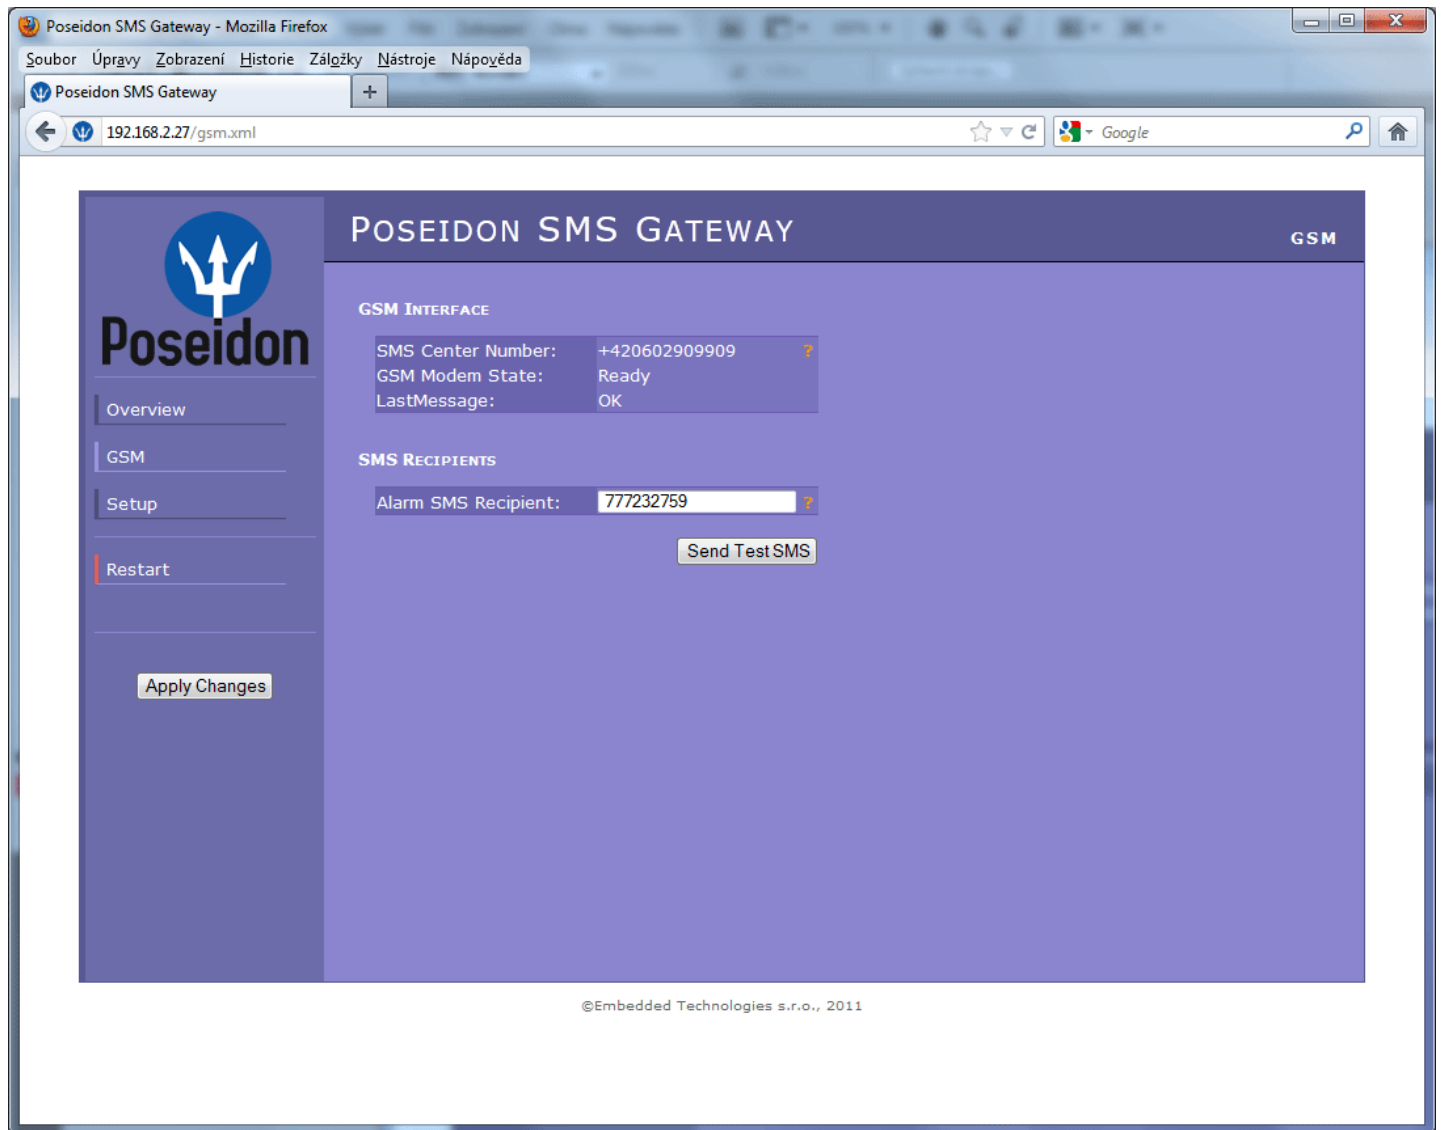 Poseidon SMS Gateway - Mozilla Firefox
Soubor Úpravy Zobrazení Historie Záložky Nástroje Nápověda
Poseidon SMS Gateway
192.168.2.27/gsm.xml
Google
POSEIDON SMS GATEWAY
GSM
Poseidon
Overview
GSM
Setup
Restart
Apply Changes
GSM INTERFACE
SMS Center Number: +420602909909 ?
GSM Modem State: Ready
LastMessage: OK
SMS RECIPIENTS
Alarm SMS Recipient: 777232759 ?
Send Test SMS
©Embedded Technologies s.r.o., 2011